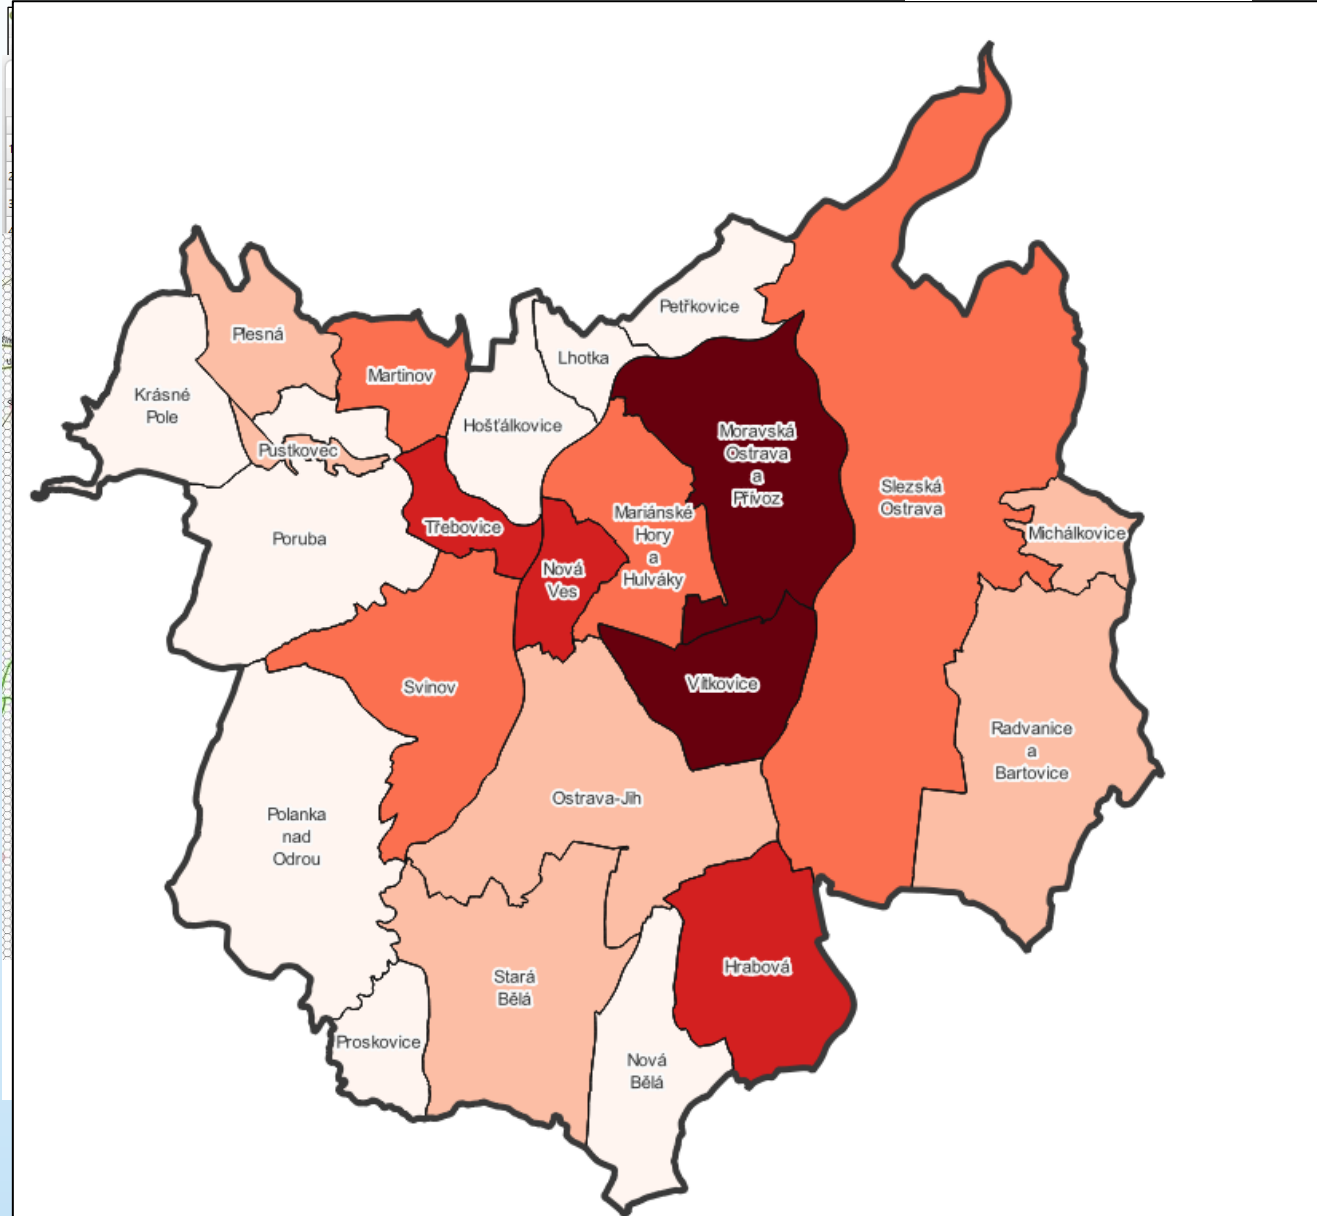 Petřkovice
Plesná
Lhotka
Martinov
Krásné
Pole
Hošťálkovice
Moravská
Ostrava
a
Přívoz
Pustkovec
Slezská
Ostrava
Mariánské
Hory
a
Hulváky
Třebovice
Michálkovice
Poruba
Nová
Ves
Svinov
Vítkovice
Radvanice
a
Bartovice
Ostrava-Jih
Polanka
nad
Odrou
Hrabová
Stará
Bělá
Proskovice
Nová
Bělá